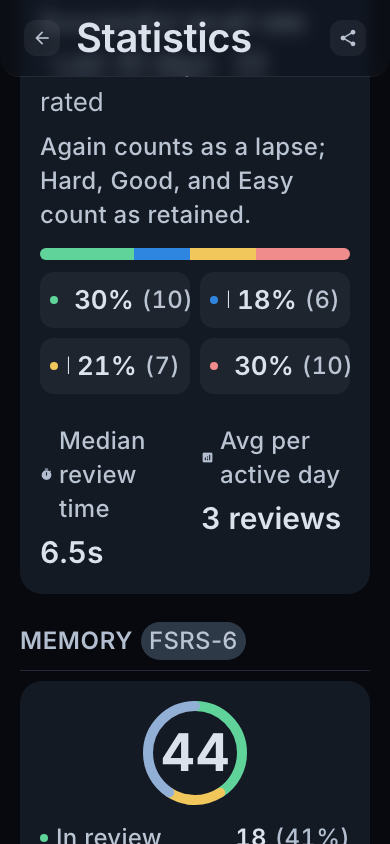 Statistics
rated
Again counts as a lapse;
Hard, Good, and Easy
count as retained.
30% (10)
18% (6)
21% (7)
30% (10)
Median
review
time
6.5s
Avg per
active day
3 reviews
MEMORY FSRS-6
44
In review 18 (41%)